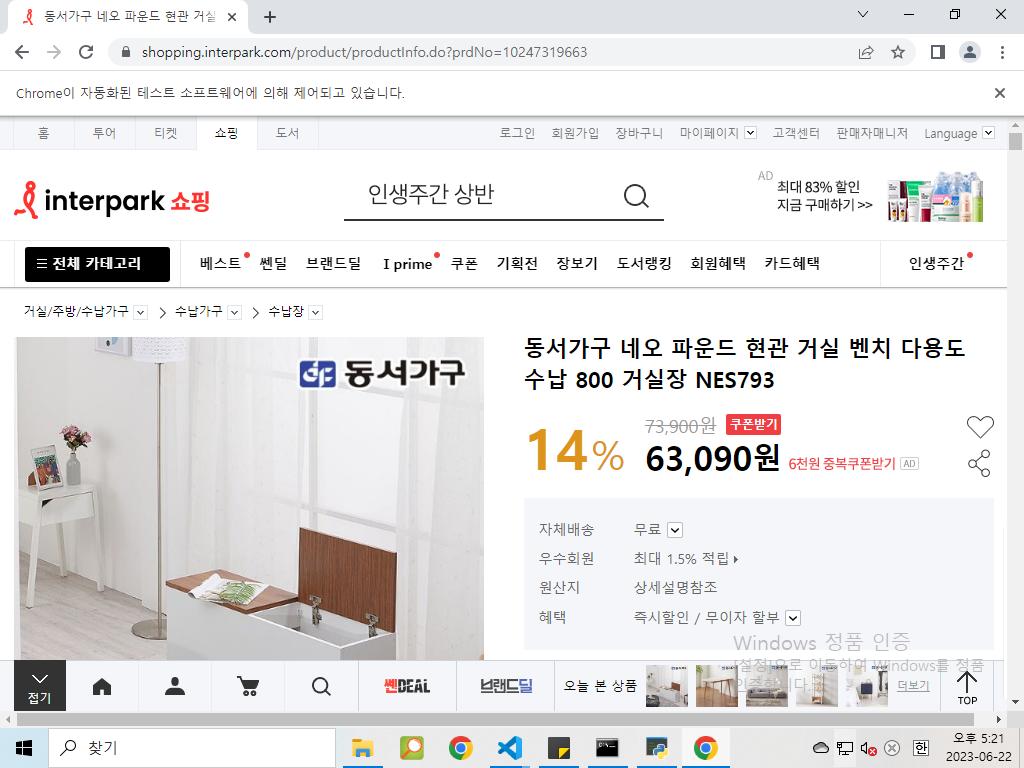 동서가구 네오 파운드 현관 거실
shopping.interpark.com/product/productInfo.do?prdNo=10247319663
Chrome이 자동화된 테스트 소프트웨어에 의해 제어되고 있습니다.
홈 투어 티켓 쇼핑 도서 로그인 회원가입 장바구니 마이페이지 고객센터 판매자매니저 Language
interpark 쇼핑
인생주간 상반
AD
최대 83% 할인
지금 구매하기 >>
전체 카테고리 베스트 쎈딜 브랜드딜 I prime 쿠폰 기획전 장보기 도서랭킹 회원혜택 카드혜택 인생주간
거실/주방/수납가구 수납가구 수납장
동서가구
동서가구 네오 파운드 현관 거실 벤치 다용도
수납 800 거실장 NES793
14%
73,900원 쿠폰받기
63,090원 6천원 중복쿠폰받기 AD
자체배송 무료
우수회원 최대 1.5% 적립
원산지 상세설명참조
혜택 즉시할인 / 무이자 할부
Windows 정품 인증
[설정]으로 이동하여 Windows를 정품
접기
쎈DEAL 브랜드딜 오늘 본 상품 더보기
TOP
찾기
한
오후 5:21
2023-06-22